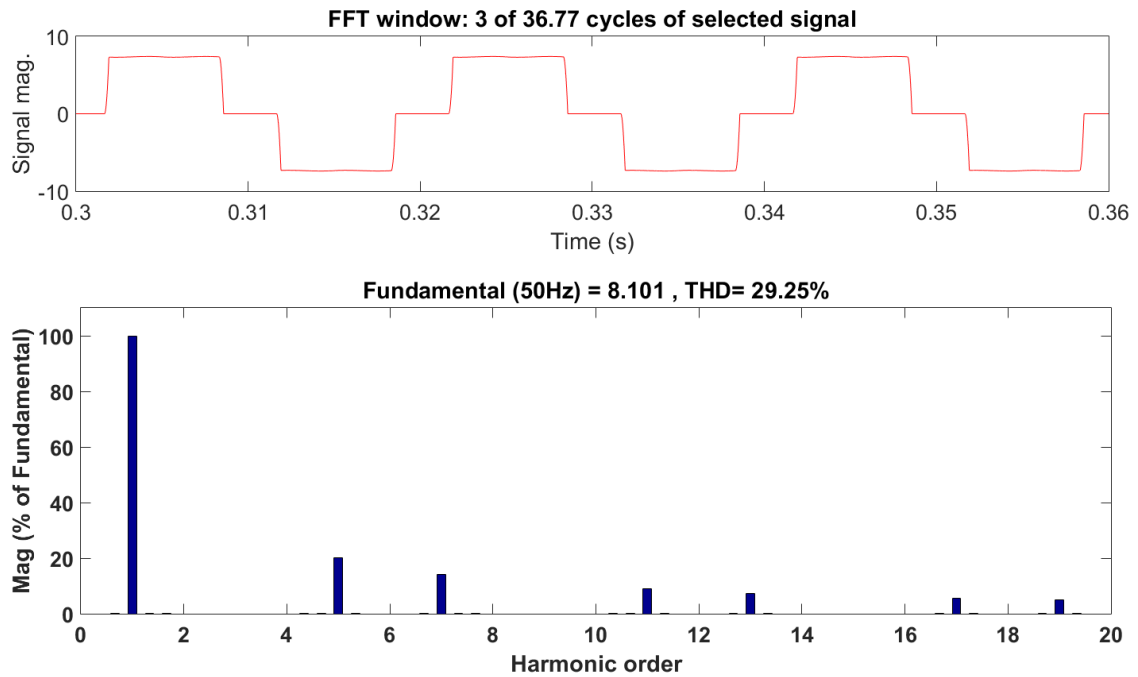 FFT window: 3 of 36.77 cycles of selected signal
10
0
-10
Signal mag.
0.3 0.31 0.32 0.33 0.34 0.35 0.36
Time (s)
Fundamental (50Hz) = 8.101 , THD= 29.25%
100
80
60
40
20
0
Mag (% of Fundamental)
0 2 4 6 8 10 12 14 16 18 20
Harmonic order